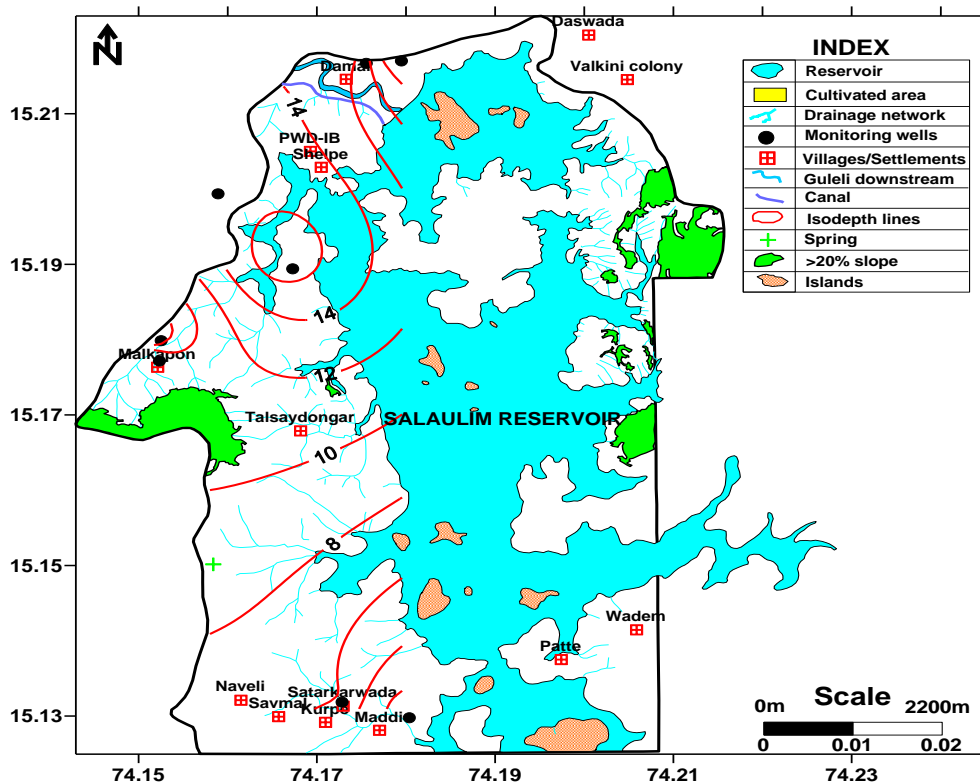 N
Daswada
Damai
Valkini colony
15.21
14
PWD-IB
Shelpe
15.19
14
Malkapon
12
15.17
Talsaydongar
SALAULIM RESERVOIR
10
8
15.15
Wadem
Patte
Naveli
Satarkarwada
Savmal
Kurpe
Maddi
15.13
74.15
74.17
74.19
74.21
74.23
INDEX
Reservoir
Cultivated area
Drainage network
Monitoring wells
Villages/Settlements
Guleli downstream
Canal
Isodepth lines
Spring
>20% slope
Islands
Scale
0m 2200m
0 0.01 0.02